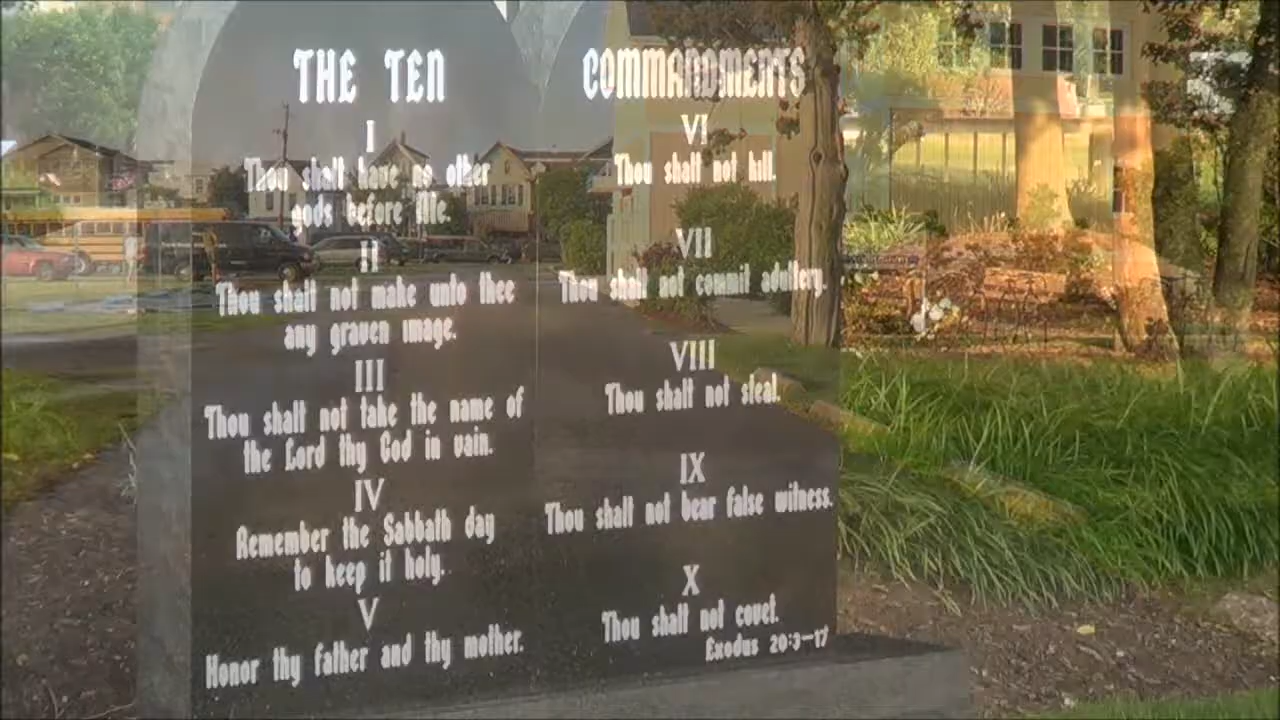 THE TEN COMMANDMENTS
I
Thou shalt have no other
gods before Me.
II
Thou shalt not make unto thee
any graven image.
III
Thou shalt not take the name of
the Lord thy God in vain.
IV
Remember the Sabbath day
to keep it holy.
V
Honor thy father and thy mother.
VI
Thou shalt not kill.
VII
Thou shalt not commit adultery.
VIII
Thou shalt not steal.
IX
Thou shalt not bear false witness.
X
Thou shall not covet.
Exodus 20:3-17